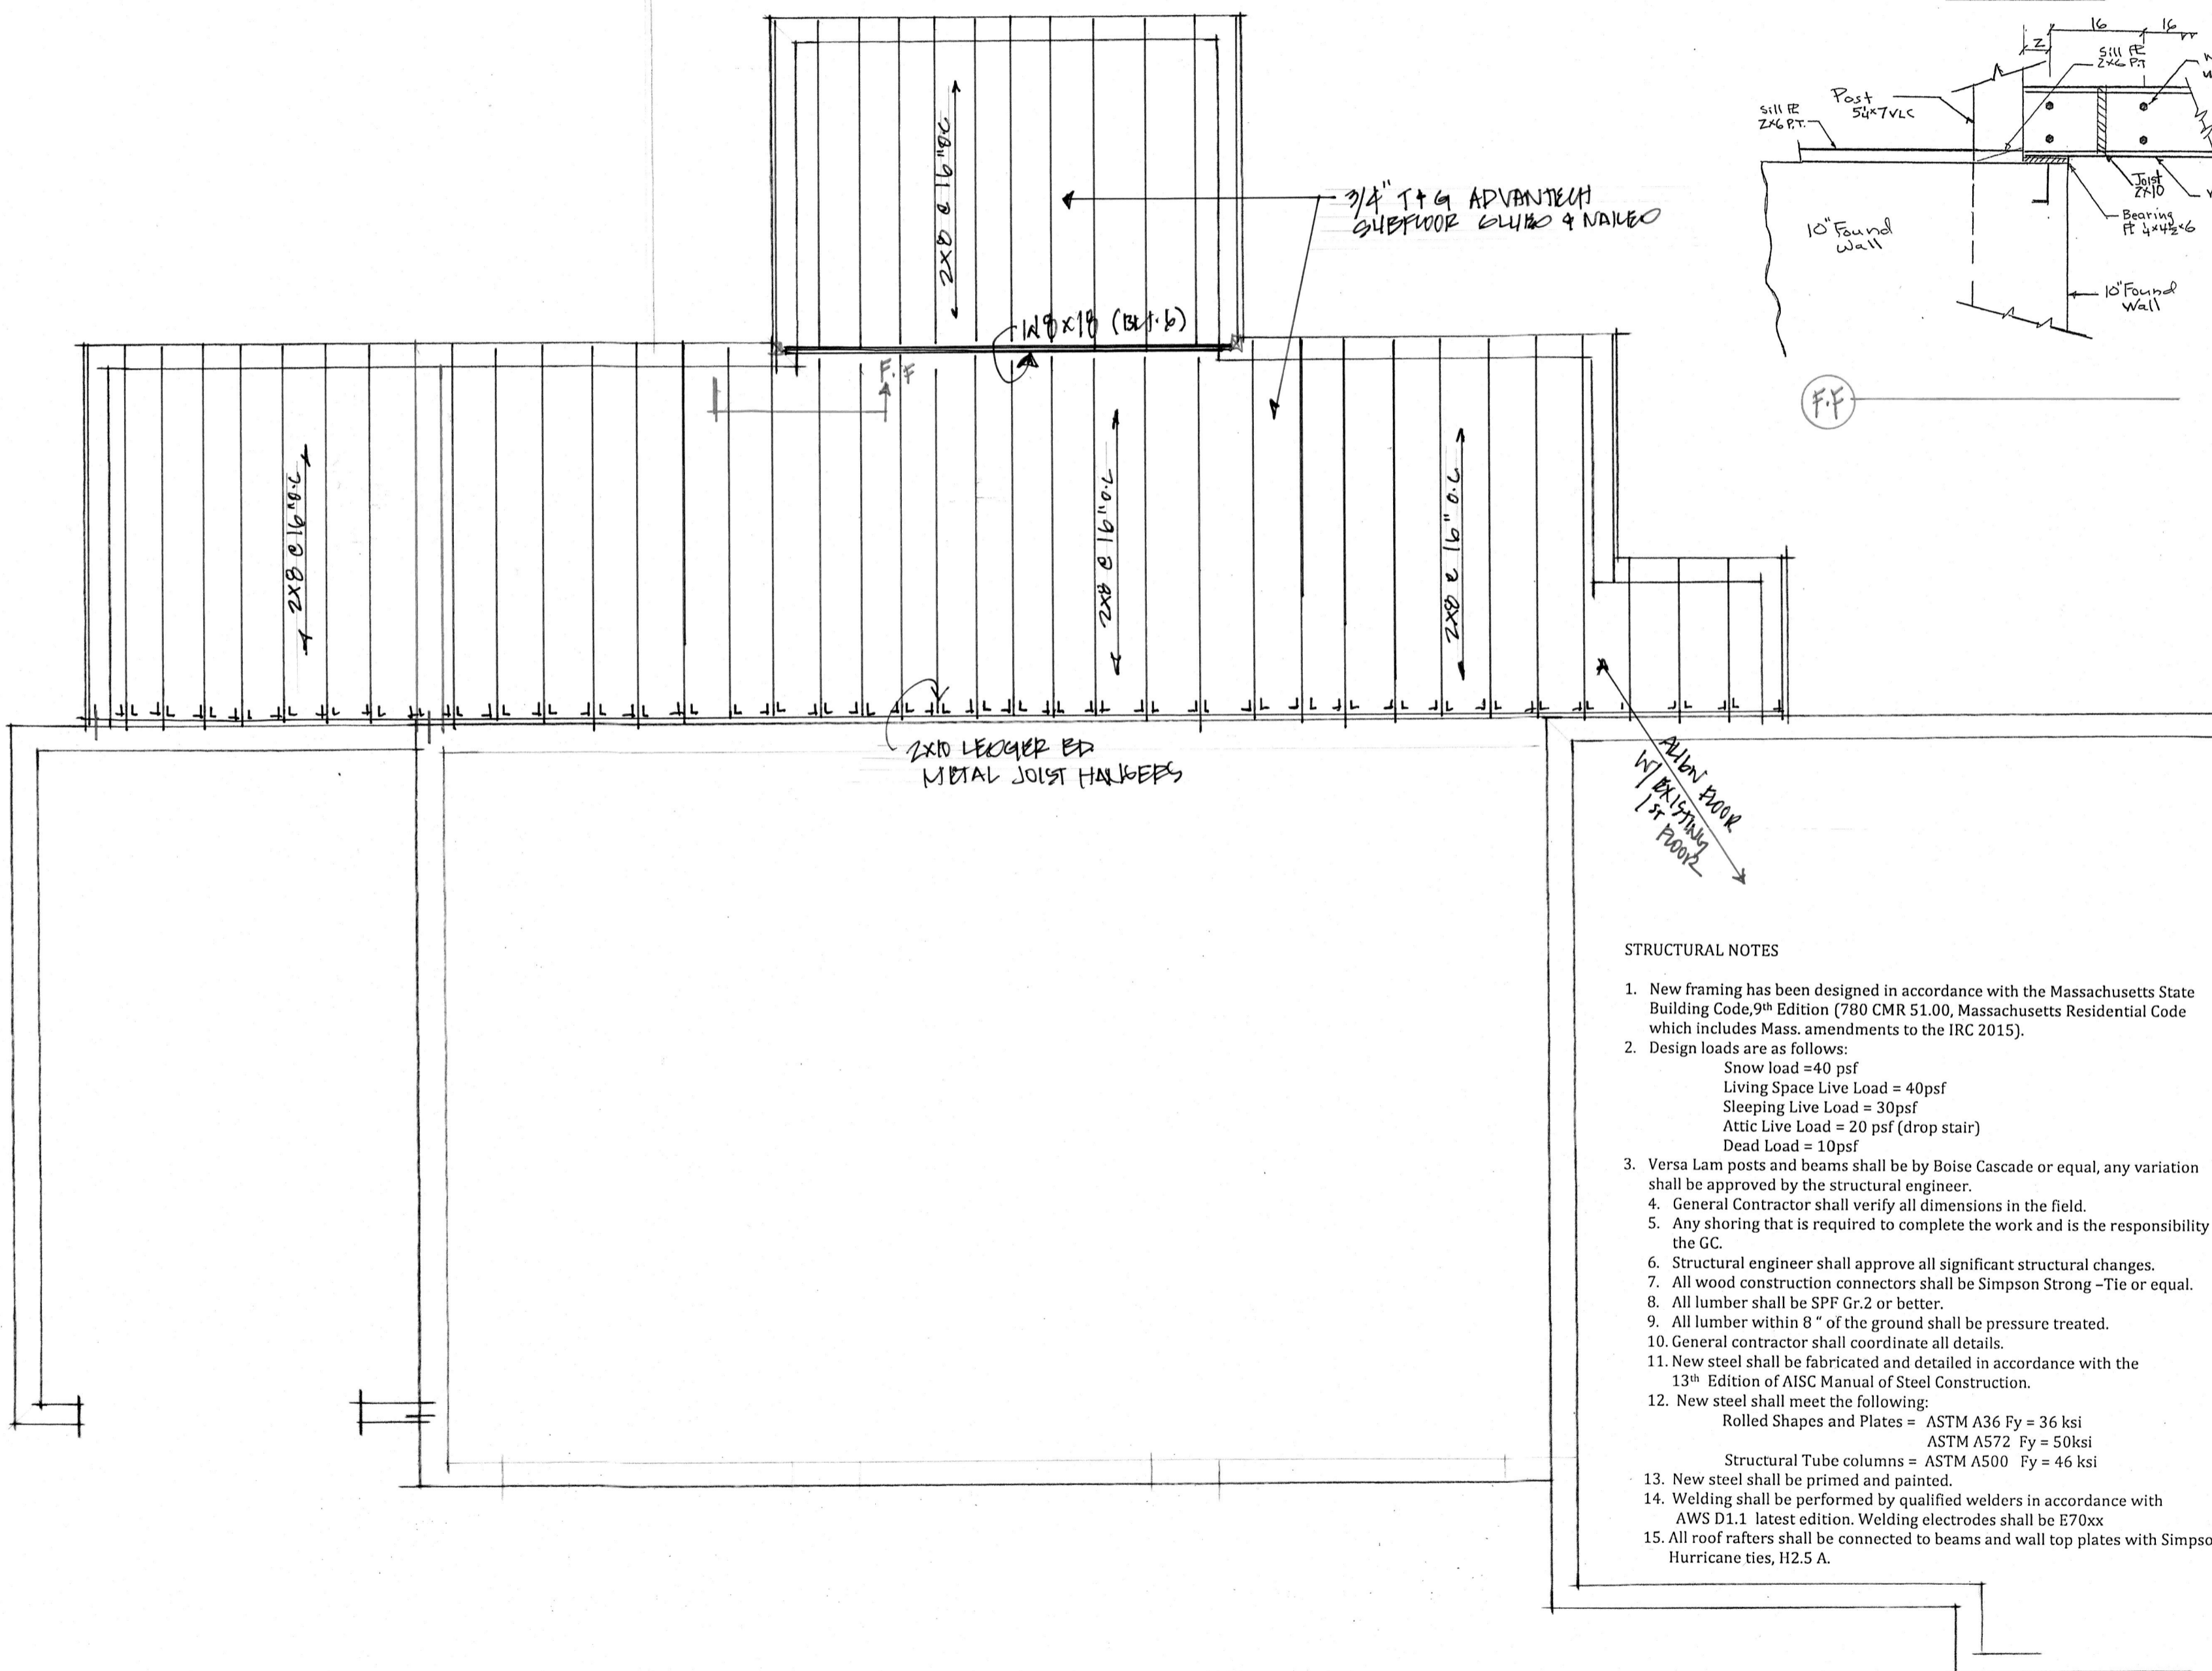 16 16
2
Sill PL
2x6 P.T
Post
5¼x7 VLC
Sill PL
2x6 P.T.
Joist
2x10
Bearing
Pl ¼x4½x6
10" Found
Wall
10" Found
Wall
F.F
2x8 @ 16" O.C
3/4" T & G ADVANTECH
SUBFLOOR GLUED & NAILED
W8x18
F.F
2x8 @ 16" O.C
2x8 @ 16" O.C
2x8 @ 16" O.C
2X10 LEDGER BD
METAL JOIST HANGERS
ALIGN FLOOR
W/ EXISTING
1ST FLOOR
STRUCTURAL NOTES
1. New framing has been designed in accordance with the Massachusetts State
Building Code,9th Edition (780 CMR 51.00, Massachusetts Residential Code
which includes Mass. amendments to the IRC 2015).
2. Design loads are as follows:
Snow load =40 psf
Living Space Live Load = 40psf
Sleeping Live Load = 30psf
Attic Live Load = 20 psf (drop stair)
Dead Load = 10psf
3. Versa Lam posts and beams shall be by Boise Cascade or equal, any variation
shall be approved by the structural engineer.
4. General Contractor shall verify all dimensions in the field.
5. Any shoring that is required to complete the work and is the responsibility
the GC.
6. Structural engineer shall approve all significant structural changes.
7. All wood construction connectors shall be Simpson Strong –Tie or equal.
8. All lumber shall be SPF Gr.2 or better.
9. All lumber within 8 “ of the ground shall be pressure treated.
10. General contractor shall coordinate all details.
11. New steel shall be fabricated and detailed in accordance with the
13th Edition of AISC Manual of Steel Construction.
12. New steel shall meet the following:
Rolled Shapes and Plates = ASTM A36 Fy = 36 ksi
ASTM A572 Fy = 50ksi
Structural Tube columns = ASTM A500 Fy = 46 ksi
13. New steel shall be primed and painted.
14. Welding shall be performed by qualified welders in accordance with
AWS D1.1 latest edition. Welding electrodes shall be E70xx
15. All roof rafters shall be connected to beams and wall top plates with Simpso
Hurricane ties, H2.5 A.